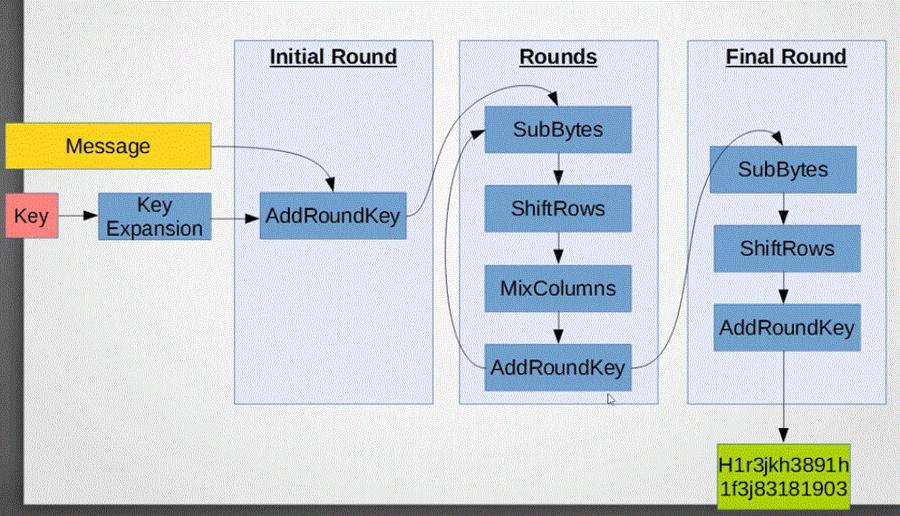 Initial Round
Rounds
Final Round
Message
Key
Key
Expansion
AddRoundKey
SubBytes
ShiftRows
MixColumns
AddRoundKey
SubBytes
ShiftRows
AddRoundKey
H1r3jkh3891h
1f3j83181903